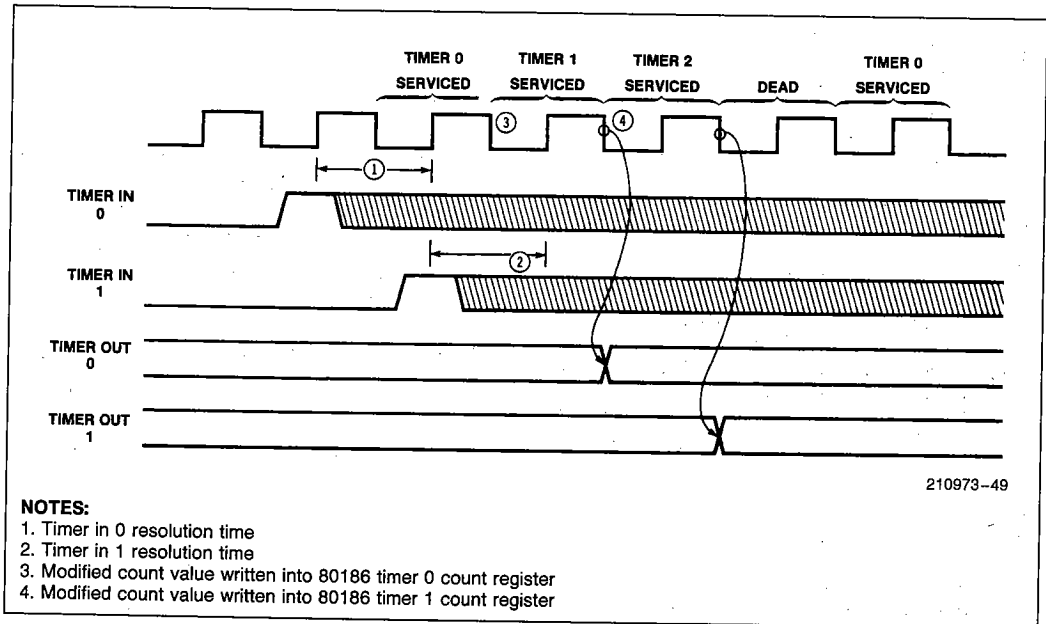 TIMER 0 TIMER 1 TIMER 2 TIMER 0
SERVICED SERVICED SERVICED DEAD SERVICED
3 4
1
TIMER IN
0
2
TIMER IN
1
TIMER OUT
0
TIMER OUT
1
210973–49
NOTES:
1. Timer in 0 resolution time
2. Timer in 1 resolution time
3. Modified count value written into 80186 timer 0 count register
4. Modified count value written into 80186 timer 1 count register